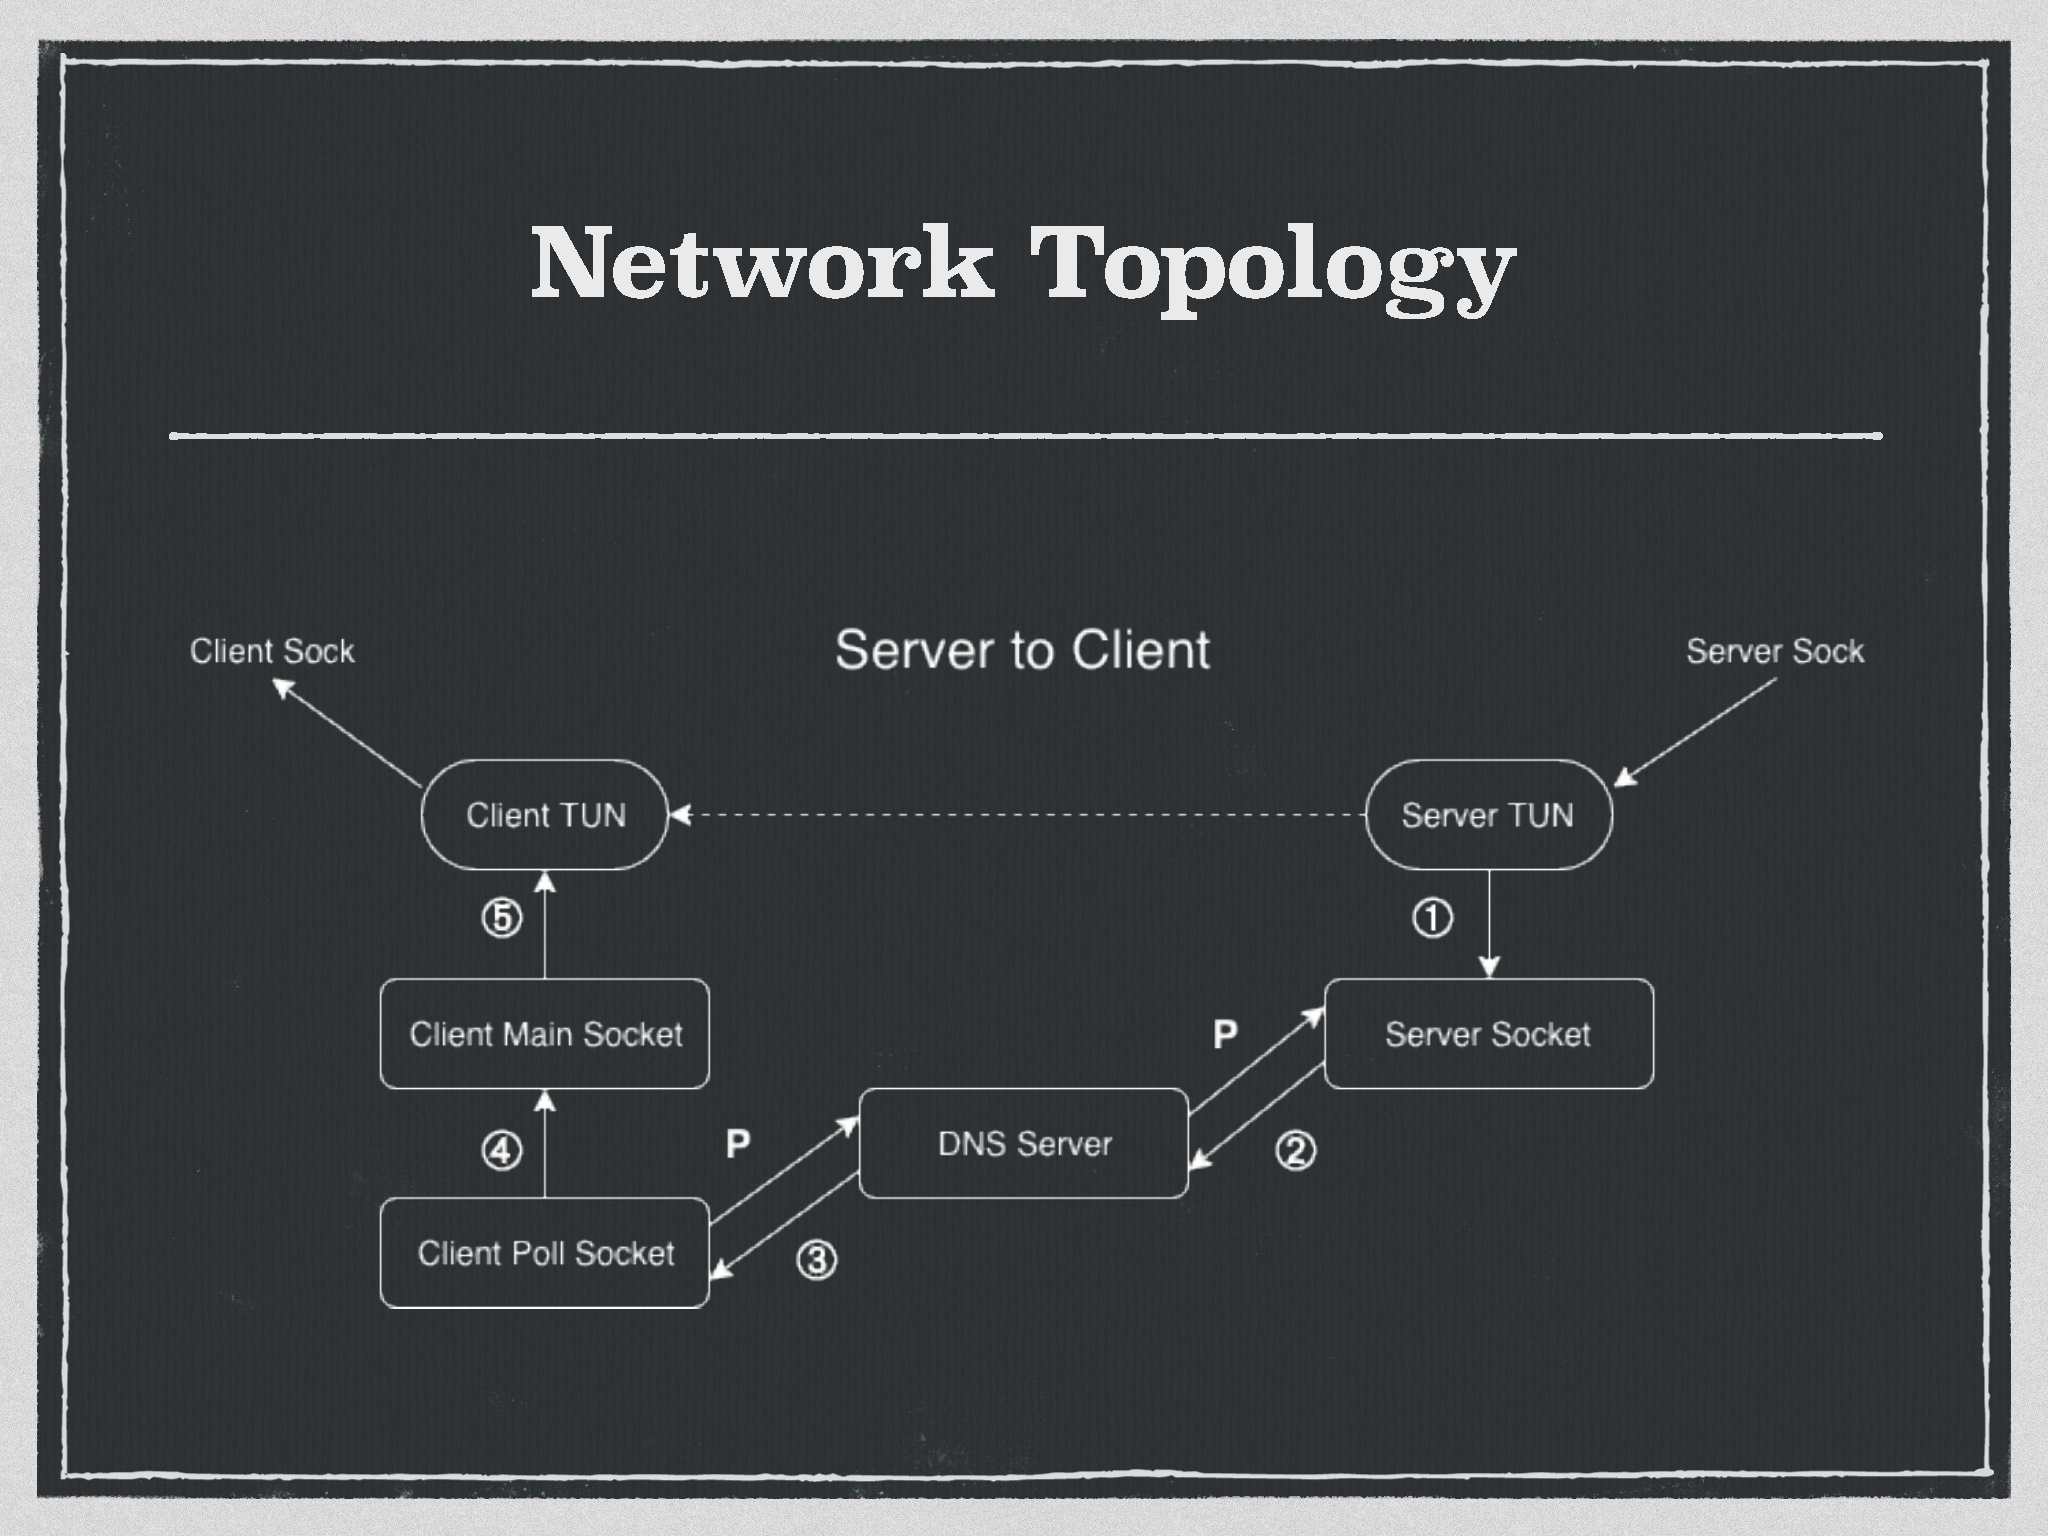 Network Topology
Server to Client
Client Sock
Server Sock
Client TUN
Server TUN
⑤
①
Client Main Socket
P
Server Socket
④
P
DNS Server
②
Client Poll Socket
③